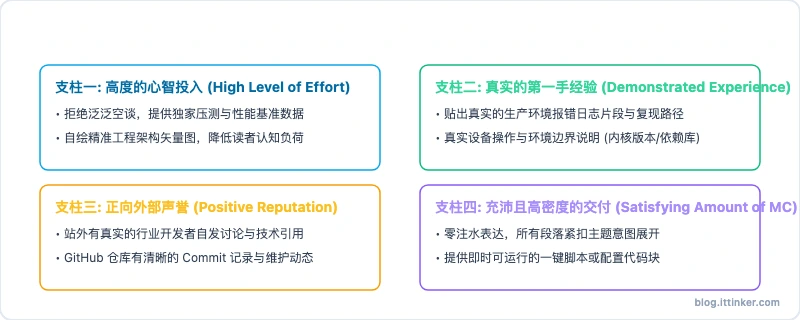 支柱一: 高度的心智投入 (High Level of Effort)
• 拒绝泛泛空谈，提供独家压测与性能基准数据
• 自绘精准工程架构矢量图，降低读者认知负荷
支柱二: 真实的第一手经验 (Demonstrated Experience)
• 贴出真实的生产环境报错日志片段与复现路径
• 真实设备操作与环境边界说明 (内核版本/依赖库)
支柱三: 正向外部声誉 (Positive Reputation)
• 站外有真实的行业开发者自发讨论与技术引用
• GitHub 仓库有清晰的 Commit 记录与维护动态
支柱四: 充沛且高密度的交付 (Satisfying Amount of MC)
• 零注水表达，所有段落紧扣主题意图展开
• 提供即时可运行的一键脚本或配置代码块
blog.ittinker.com